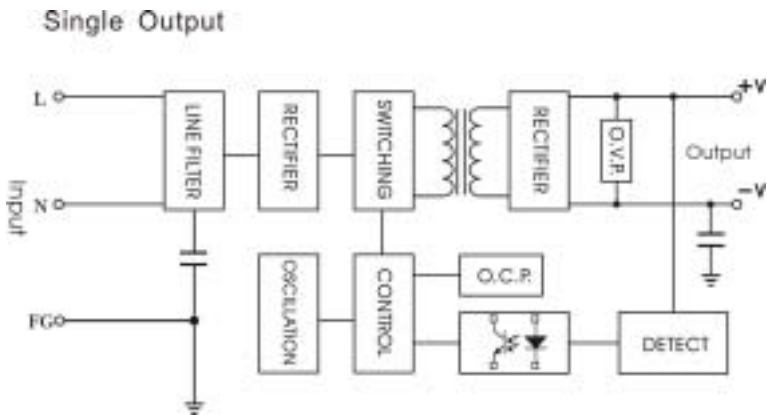 Single Output
L
LINE FILTER
RECTIFIER
SWITCHING
RECTIFIER
O.V.P.
+V
Output
Input
N
-V
FG
OSCILLATION
CONTROL
O.C.P.
DETECT